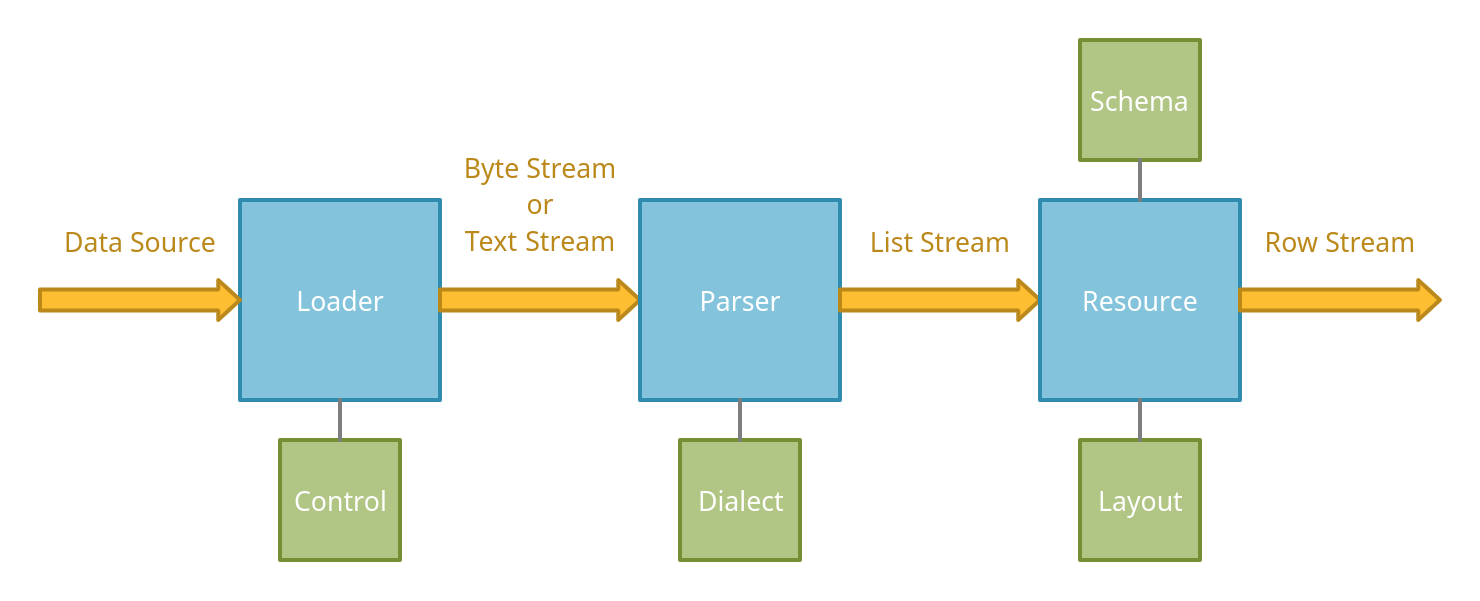 Schema
Byte Stream
or
Text Stream
Data Source
List Stream
Row Stream
Loader
Parser
Resource
Control
Dialect
Layout